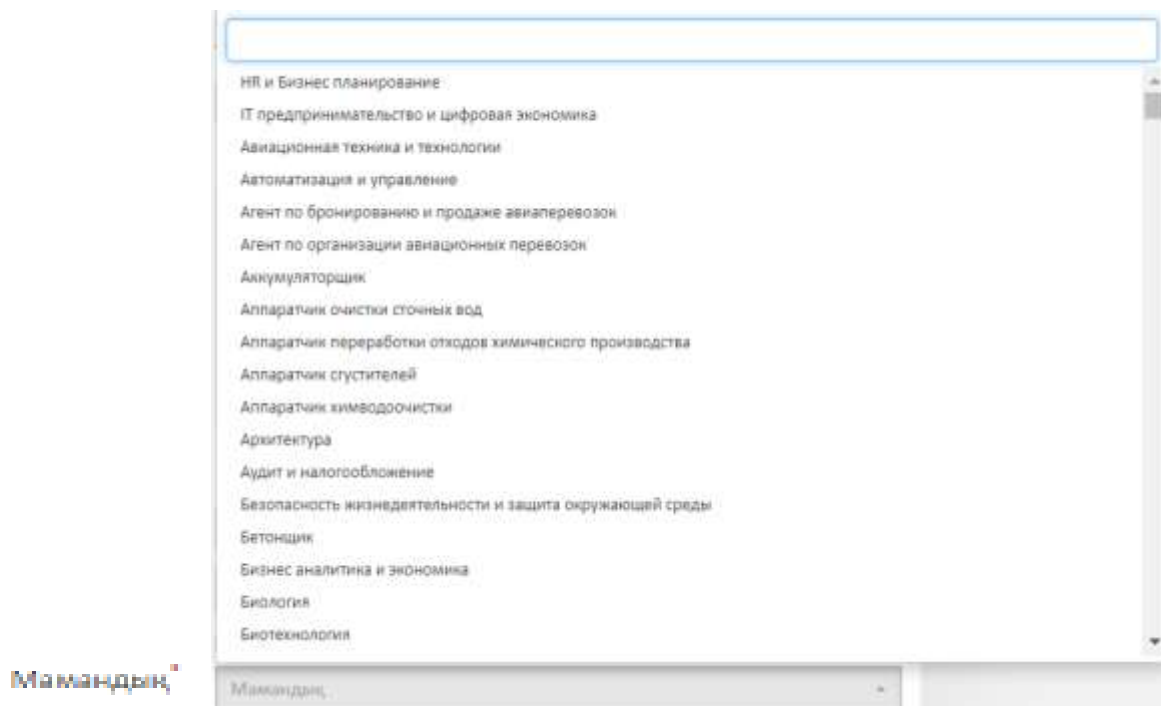 HR и Бизнес планирование
IT предпринимательство и цифровая экономика
Авиационная техника и технологии
Автоматизация и управление
Агент по бронированию и продаже авиаперевозок
Агент по организации авиационных перевозок
Аккумуляторщик
Аппаратчик очистки сточных вод
Аппаратчик переработки отходов химического производства
Аппаратчик сгустителей
Аппаратчик химводоочистки
Архитектура
Аудит и налогообложение
Безопасность жизнедеятельности и защита окружающей среды
Бетонщик
Бизнес аналитика и экономика
Биология
Биотехнология
Мамандық* Мамандық